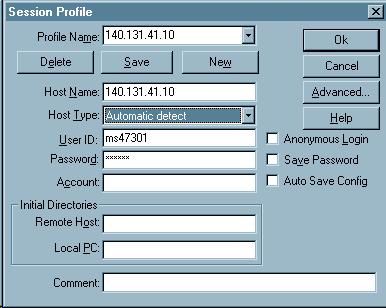 Session Profile
Profile Name: 140.131.41.10
Ok
Delete Save New
Cancel
Host Name: 140.131.41.10
Advanced...
Host Type: Automatic detect
Help
User ID: ms47301
Anonymous Login
Password: ******
Save Password
Account:
Auto Save Config
Initial Directories
Remote Host:
Local PC:
Comment: